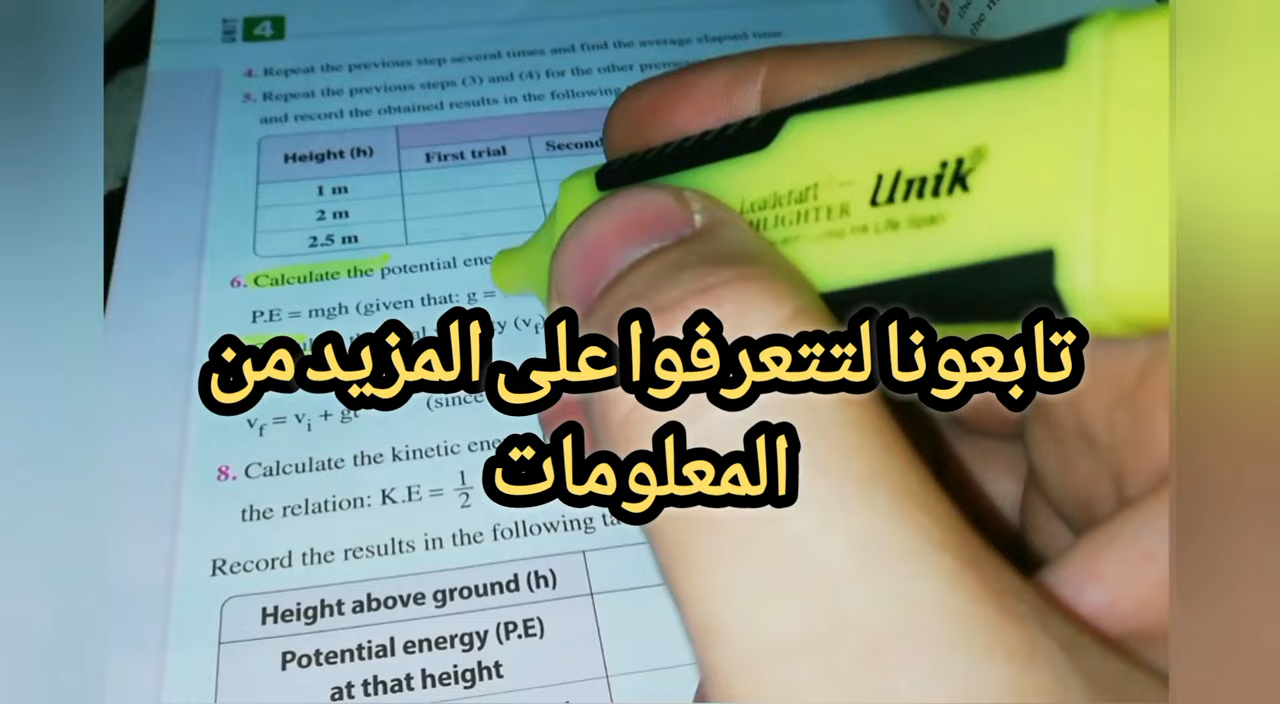 UNIT
4
4. Repeat the previous step several times and find the average elapsed time.
5. Repeat the previous steps (3) and (4) for the other
and record the obtained results in the following
Height (h)
First trial
Second
1 m
2 m
2.5 m
6. Calculate the potential
P.E = mgh (given that: g =
Unik
HIGHLIGHTER
تابعونا لتتعرفوا على المزيد من
المعلومات
v_f = v_i + gt (since
8. Calculate the kinetic
the relation: K.E = 1/2
Record the results in the following
Height above ground (h)
Potential energy (P.E)
at that height